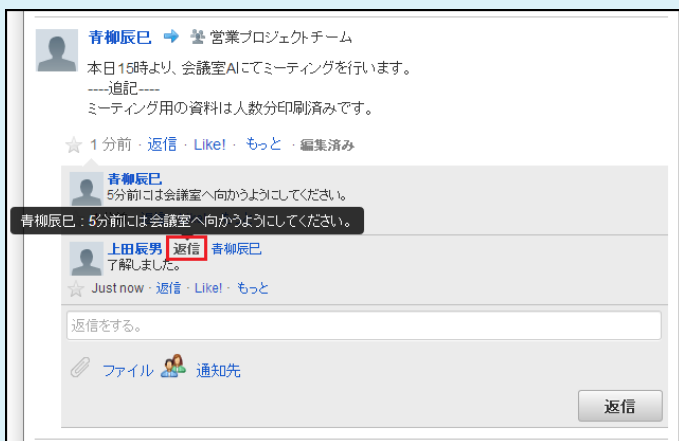 青柳辰巳 営業プロジェクトチーム
本日15時より、会議室Aにてミーティングを行います。
----追記----
ミーティング用の資料は人数分印刷済みです。
1 分前 · 返信 · Like! · もっと · 編集済み
青柳辰巳
5分前には会議室へ向かうようにしてください。
青柳辰巳：5分前には会議室へ向かうようにしてください。
上田辰男 返信 青柳辰巳
了解しました。
Just now · 返信 · Like! · もっと
返信をする。
ファイル 通知先
返信